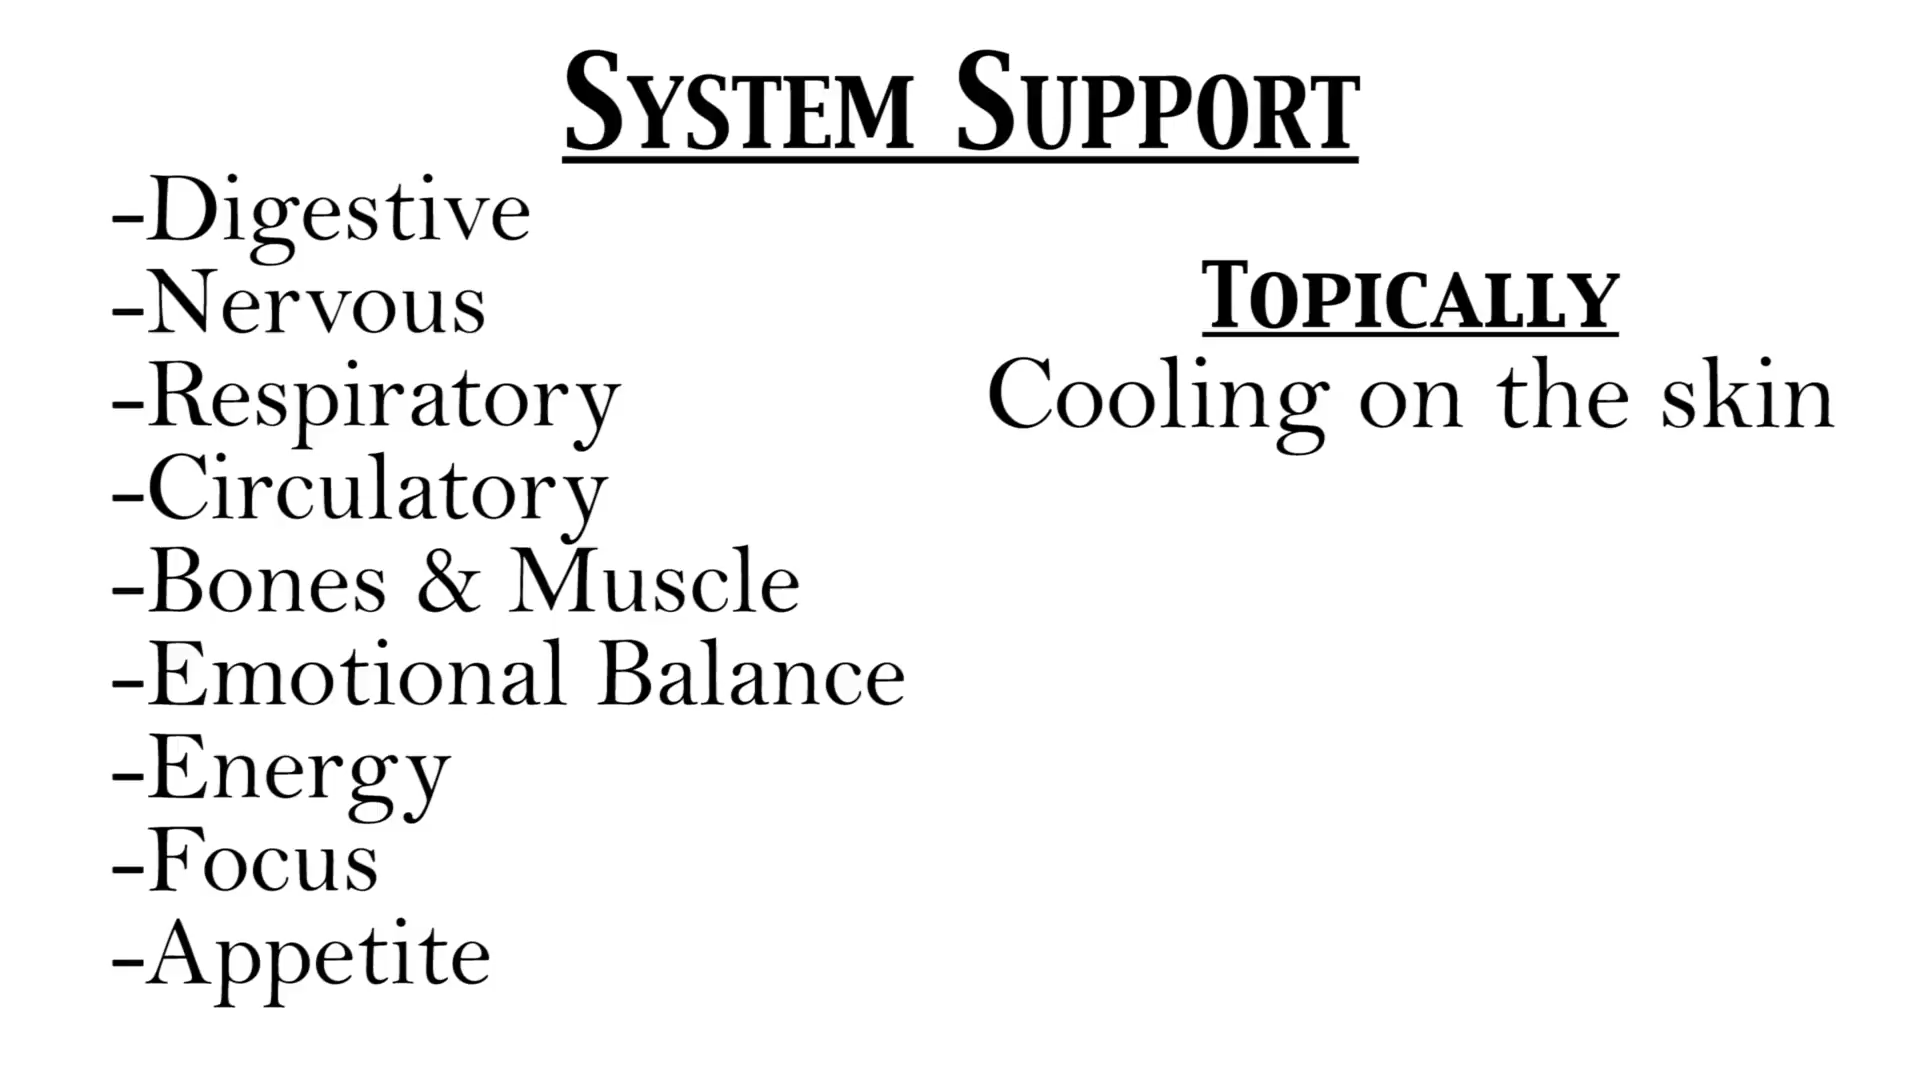 System Support
-Digestive
-Nervous
-Respiratory
-Circulatory
-Bones & Muscle
-Emotional Balance
-Energy
-Focus
-Appetite
Topically
Cooling on the skin